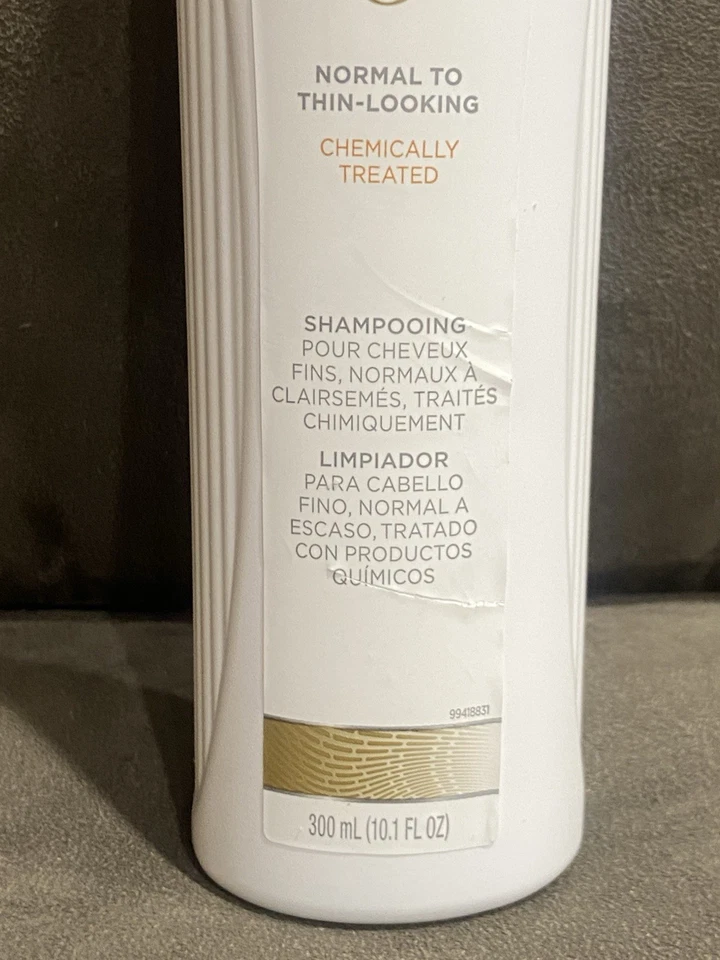 NORMAL TO
THIN-LOOKING
CHEMICALLY
TREATED
SHAMPOOING
POUR CHEVEUX
FINS, NORMAUX À
CLAIRSEMÉS, TRAITÉS
CHIMIQUEMENT
LIMPIADOR
PARA CABELLO
FINO, NORMAL A
ESCASO, TRATADO
CON PRODUCTOS
QUÍMICOS
99418831
300 mL (10.1 FL OZ)